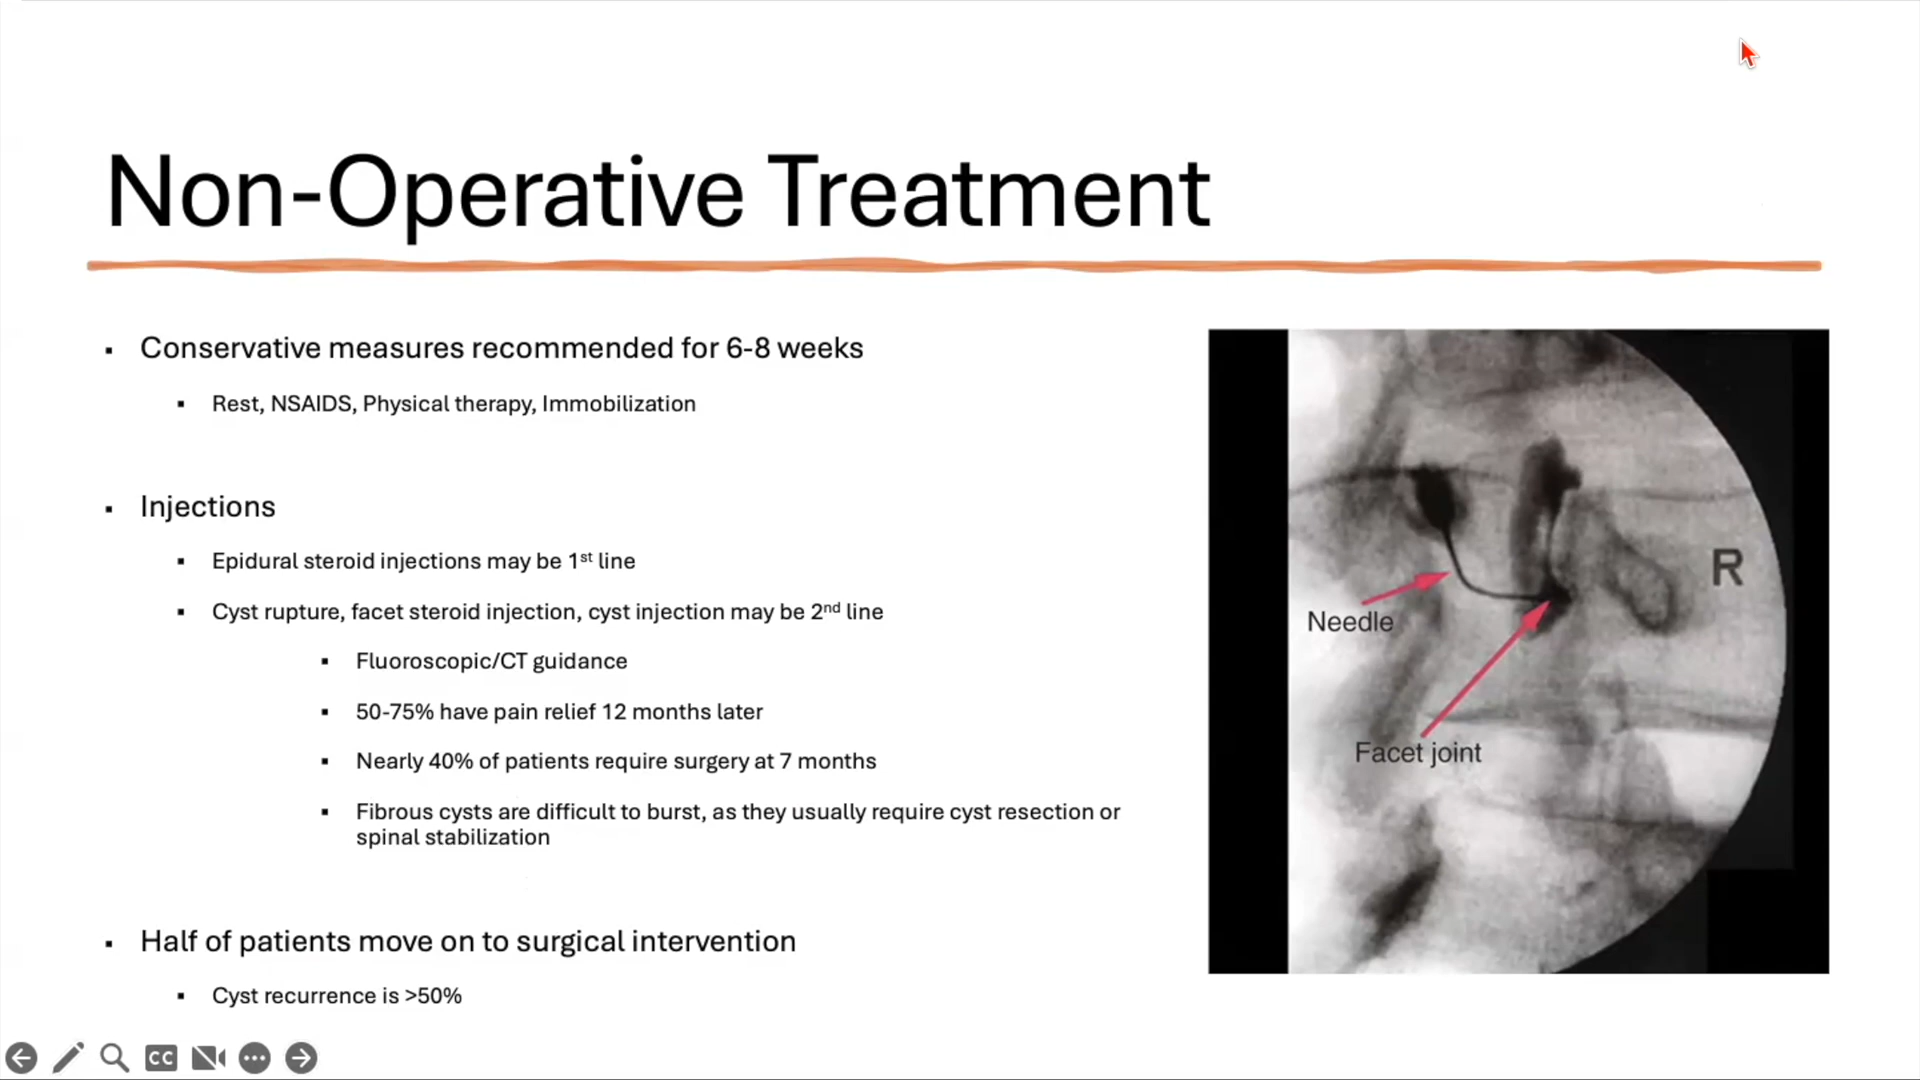 Non-Operative Treatment
▪ Conservative measures recommended for 6-8 weeks
▪ Rest, NSAIDS, Physical therapy, Immobilization
▪ Injections
▪ Epidural steroid injections may be 1st line
▪ Cyst rupture, facet steroid injection, cyst injection may be 2nd line
▪ Fluoroscopic/CT guidance
▪ 50-75% have pain relief 12 months later
▪ Nearly 40% of patients require surgery at 7 months
▪ Fibrous cysts are difficult to burst, as they usually require cyst resection or
spinal stabilization
▪ Half of patients move on to surgical intervention
▪ Cyst recurrence is >50%
R
Needle
Facet joint
CC